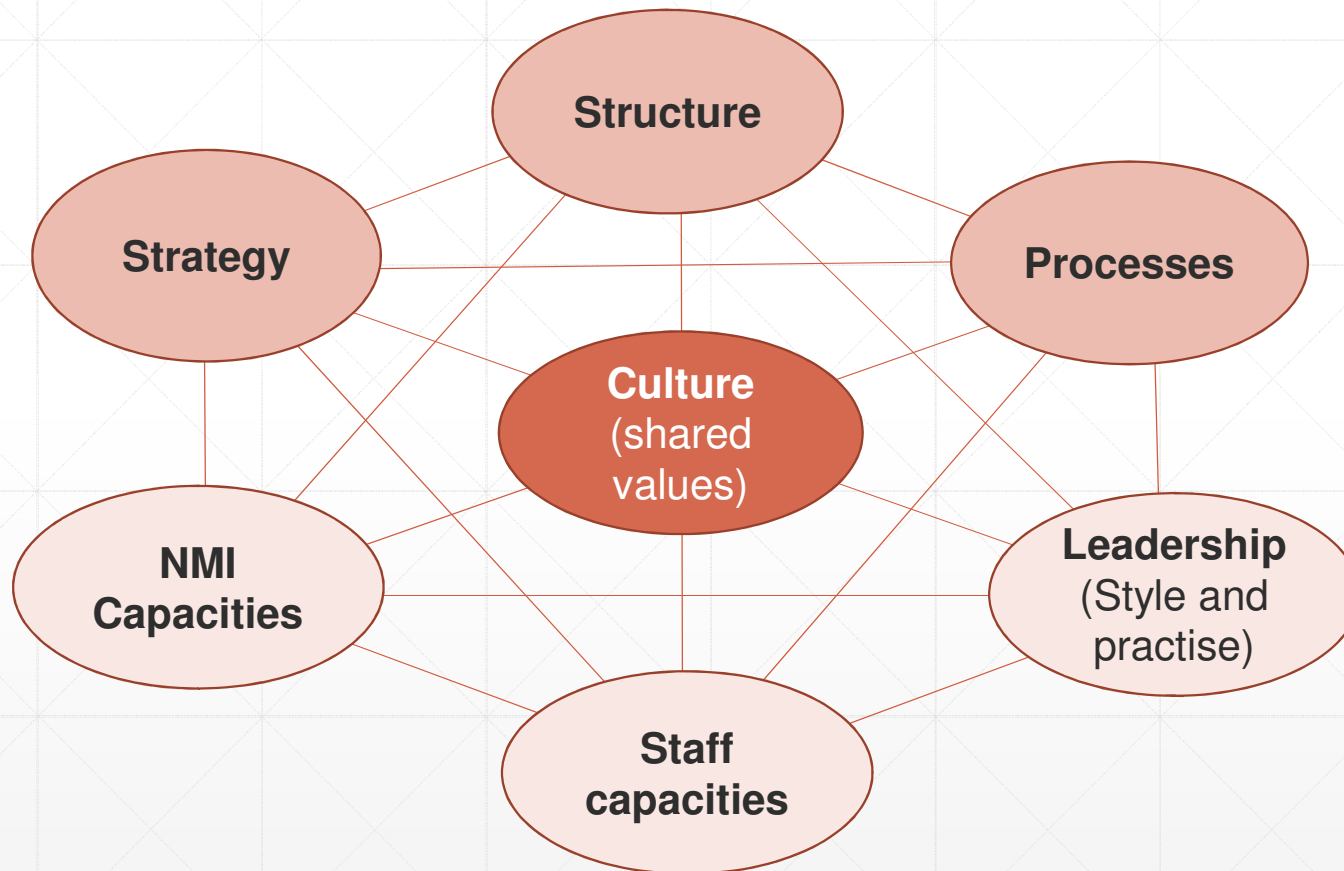 Structure
Strategy
Processes
Culture
(shared
values)
NMI
Capacities
Leadership
(Style and
practise)
Staff
capacities